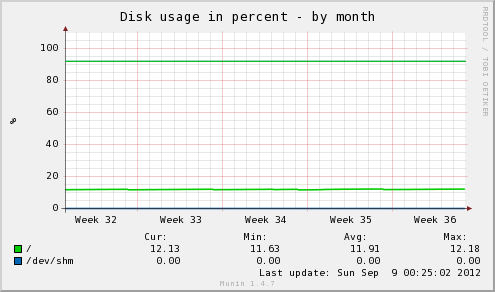 Disk usage in percent - by month
RRDTOOL / TOBI OETIKER
100
80
60
40
20
0
%
Week 32 Week 33 Week 34 Week 35 Week 36
Cur: Min: Avg: Max:
/ 12.13 11.63 11.91 12.18
/dev/shm 0.00 0.00 0.00 0.00
Last update: Sun Sep 9 00:25:02 2012
Munin 1.4.7